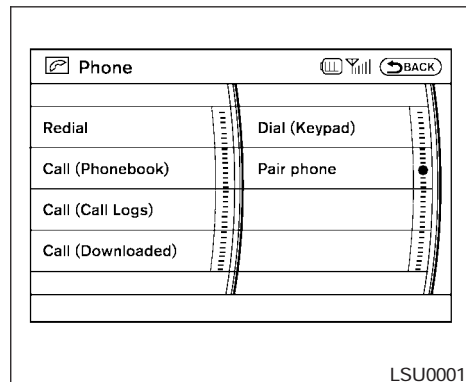 Phone
BACK
Redial
Dial (Keypad)
Call (Phonebook)
Pair phone
Call (Call Logs)
Call (Downloaded)
LSU0001